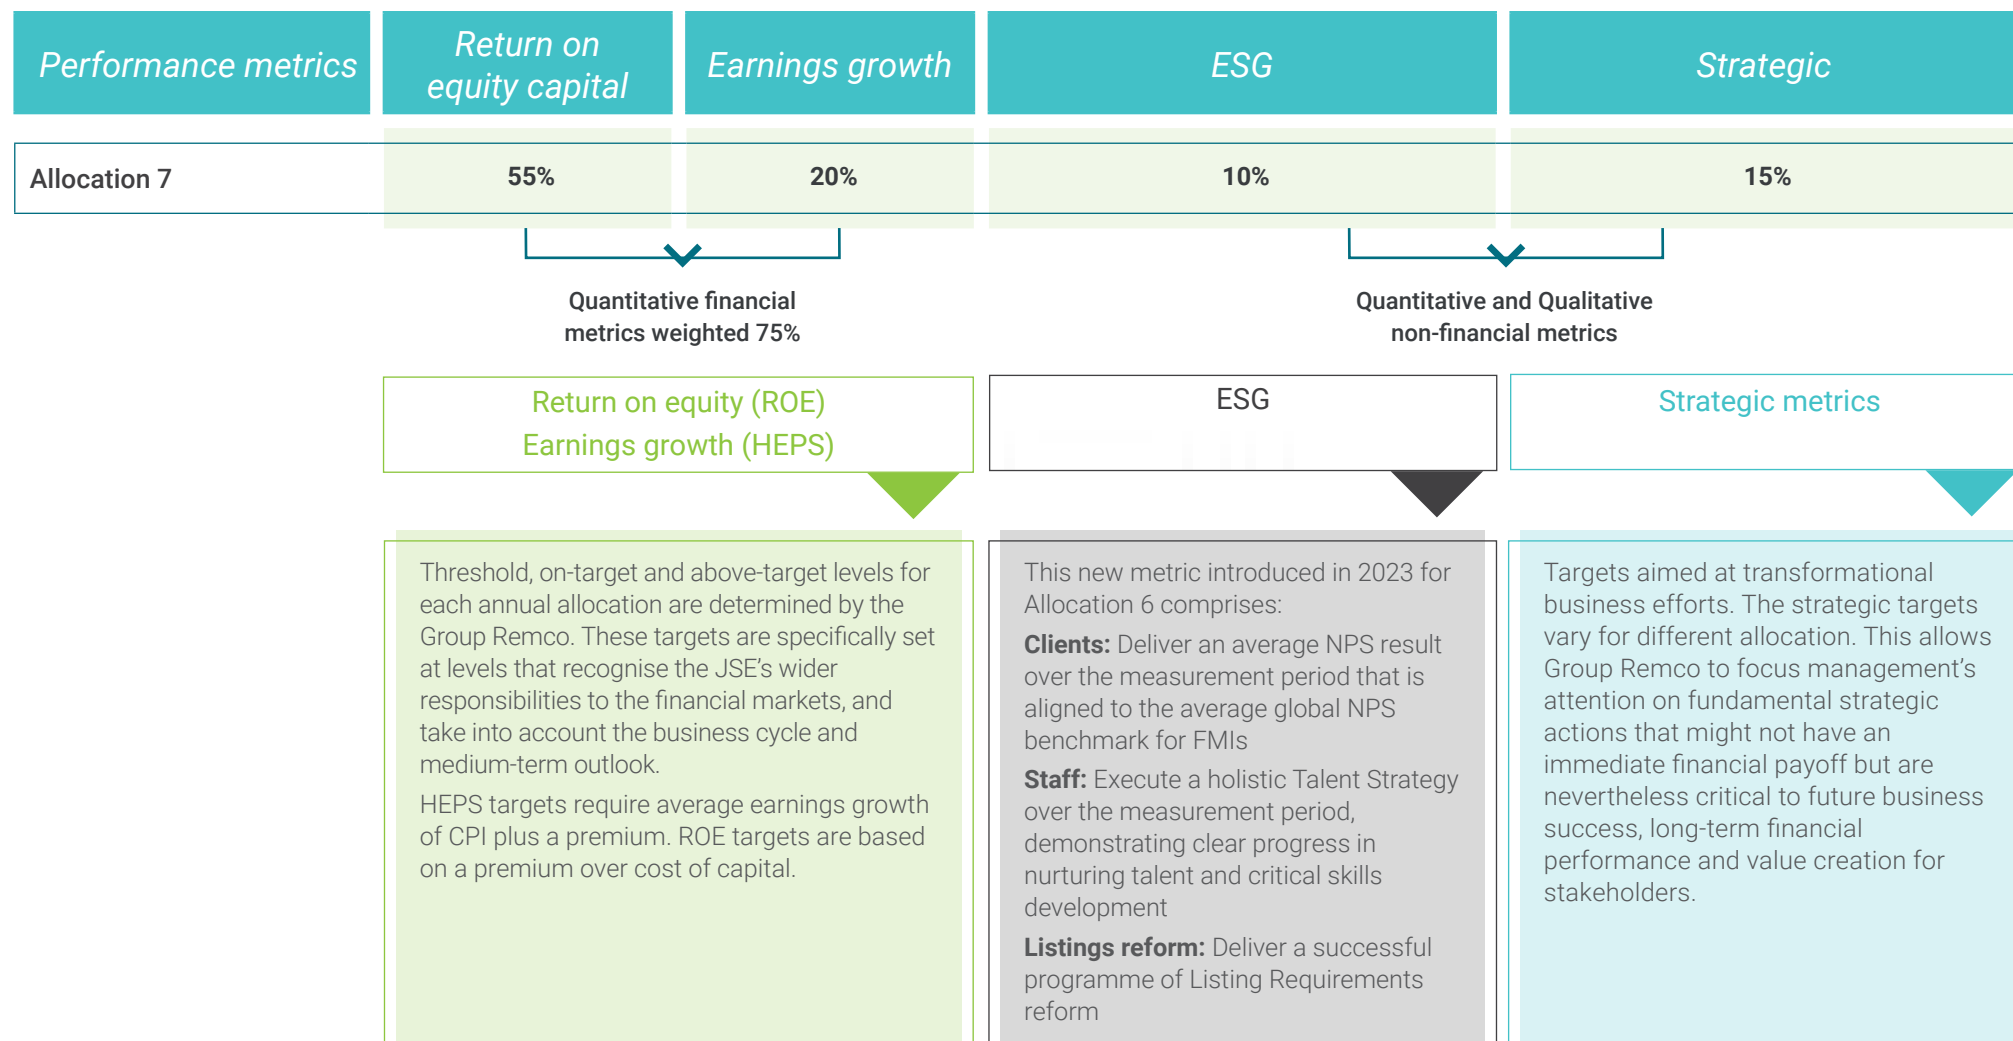 Performance metrics
Return on
equity capital
Earnings growth
ESG
Strategic
Allocation 7
55%
20%
10%
15%
Quantitative financial
metrics weighted 75%
Quantitative and Qualitative
non-financial metrics
Return on equity (ROE)
Earnings growth (HEPS)
ESG
Strategic metrics
Threshold, on-target and above-target levels for
each annual allocation are determined by the
Group Remco. These targets are specifically set
at levels that recognise the JSE's wider
responsibilities to the financial markets, and
take into account the business cycle and
medium-term outlook.
HEPS targets require average earnings growth
of CPI plus a premium. ROE targets are based
on a premium over cost of capital.
This new metric introduced in 2023 for
Allocation 6 comprises:
Clients: Deliver an average NPS result
over the measurement period that is
aligned to the average global NPS
benchmark for FMIs
Staff: Execute a holistic Talent Strategy
over the measurement period,
demonstrating clear progress in
nurturing talent and critical skills
development
Listings reform: Deliver a successful
programme of Listing Requirements
reform
Targets aimed at transformational
business efforts. The strategic targets
vary for different allocation. This allows
Group Remco to focus management's
attention on fundamental strategic
actions that might not have an
immediate financial payoff but are
nevertheless critical to future business
success, long-term financial
performance and value creation for
stakeholders.